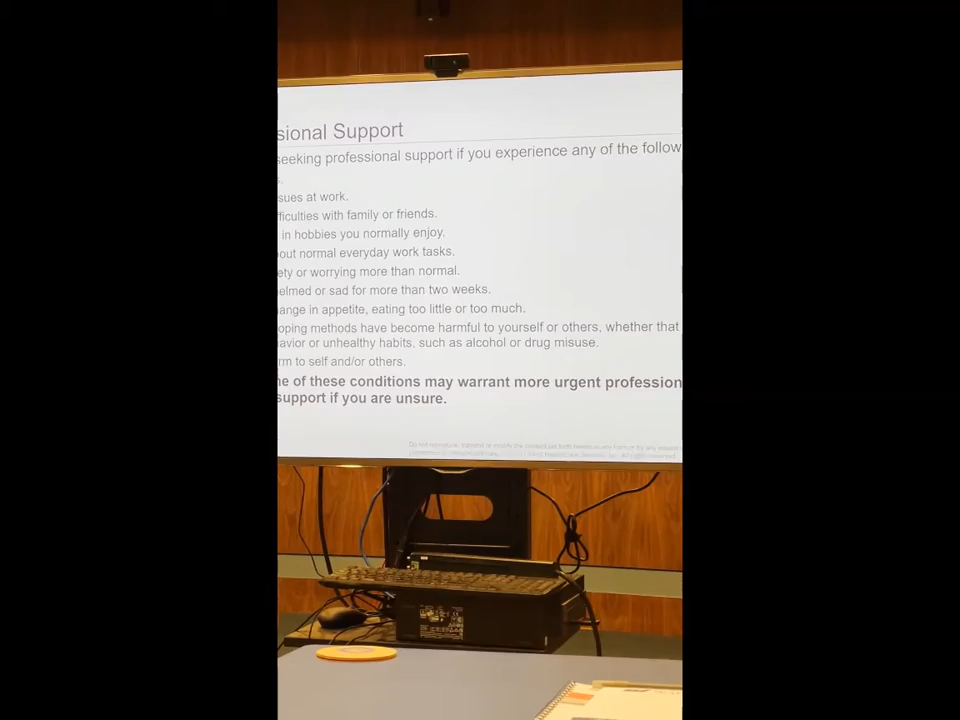 sional Support
seeking professional support if you experience any of the follow
s.
sues at work.
ficulties with family or friends.
in hobbies you normally enjoy.
out normal everyday work tasks.
ety or worrying more than normal.
elmed or sad for more than two weeks.
ange in appetite, eating too little or too much.
oping methods have become harmful to yourself or others, whether that
avior or unhealthy habits, such as alcohol or drug misuse.
rm to self and/or others.
ne of these conditions may warrant more urgent profession
support if you are unsure.